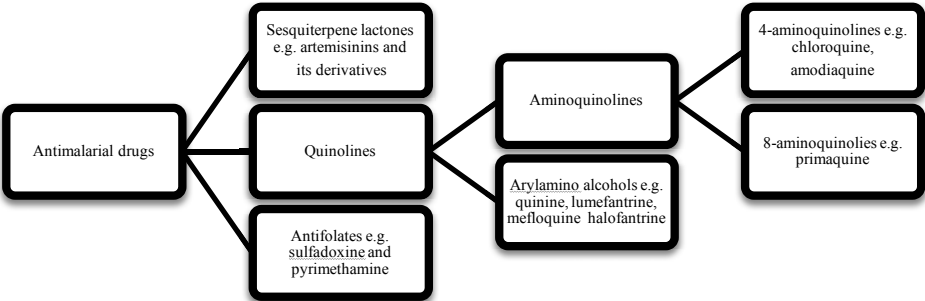 Antimalarial drugs
Sesquiterpene lactones
e.g. artemisinins and
its derivatives
Quinolines
Antifolates e.g.
sulfadoxine and
pyrimethamine
Aminoquinolines
Arylamino alcohols e.g.
quinine, lumefantrine,
mefloquine halofantrine
4-aminoquinolines e.g.
chloroquine,
amodiaquine
8-aminoquinolies e.g.
primaquine